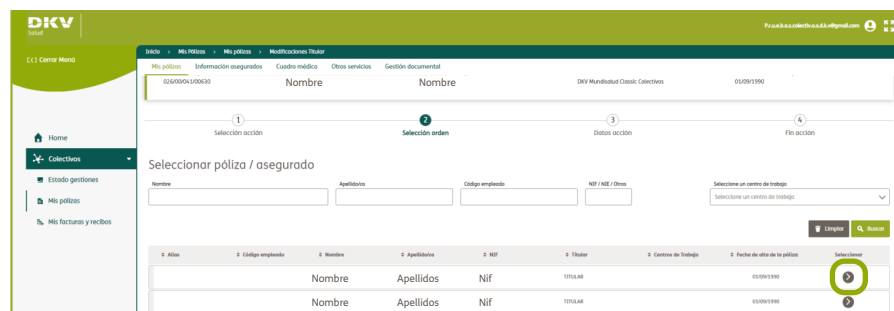 DKV
Salud
Pruebascolectivosdkv@gmail.com
[<] Cerrar Menú
Inicio > Mis Pólizas > Mis pólizas > Modificaciones Titular
Mis pólizas Información asegurados Cuadro médico Otros servicios Gestión documental
026/00/041/00630 Nombre Nombre DKV Mundisalud Classic Colectivos 01/09/1990
1 2 3 4
Selección acción Selección orden Datos acción Fin acción
Home
Colectivos
Estado gestiones
Mis pólizas
Mis facturas y recibos
Seleccionar póliza / asegurado
Nombre Apellido/os Código empleado NIF / NIE / Otros Seleccione un centro de trabajo
Seleccione un centro de trabajo
Limpiar Buscar
Alias Código empleado Nombre Apellido/os NIF Titular Centros de Trabajo Fecha de alta de la póliza Seleccionar
Nombre Apellidos Nif TITULAR 01/09/1990
Nombre Apellidos Nif TITULAR 01/09/1990